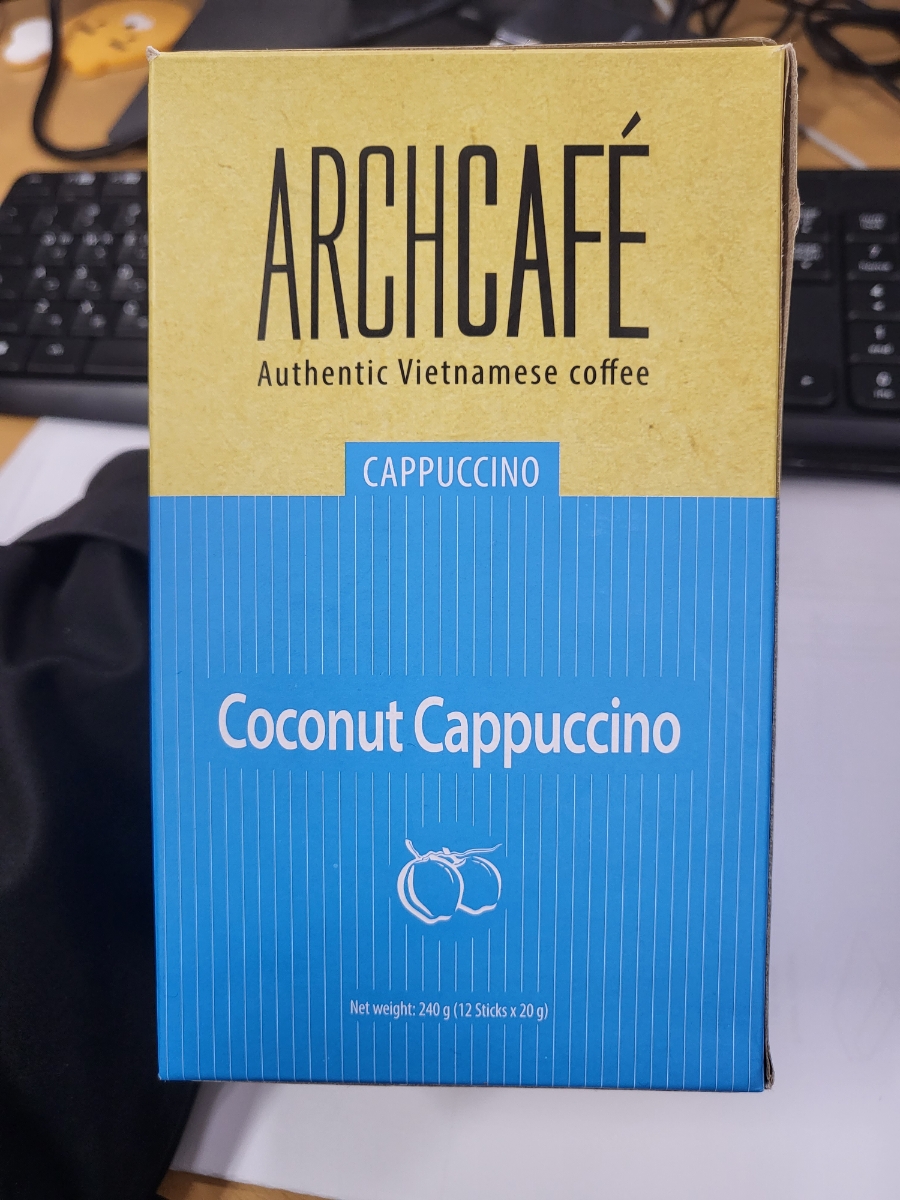 ARCHCAFÉ
Authentic Vietnamese coffee
CAPPUCCINO
Coconut Cappuccino
Net weight: 240 g (12 Sticks x 20 g)